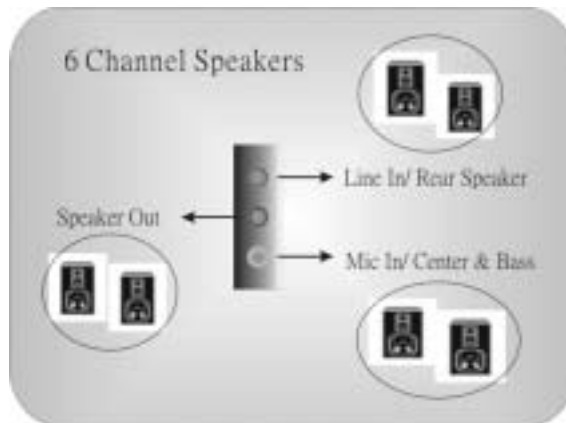 6 Channel Speakers
Line In/ Rear Speaker
Speaker Out
Mic In/ Center & Bass